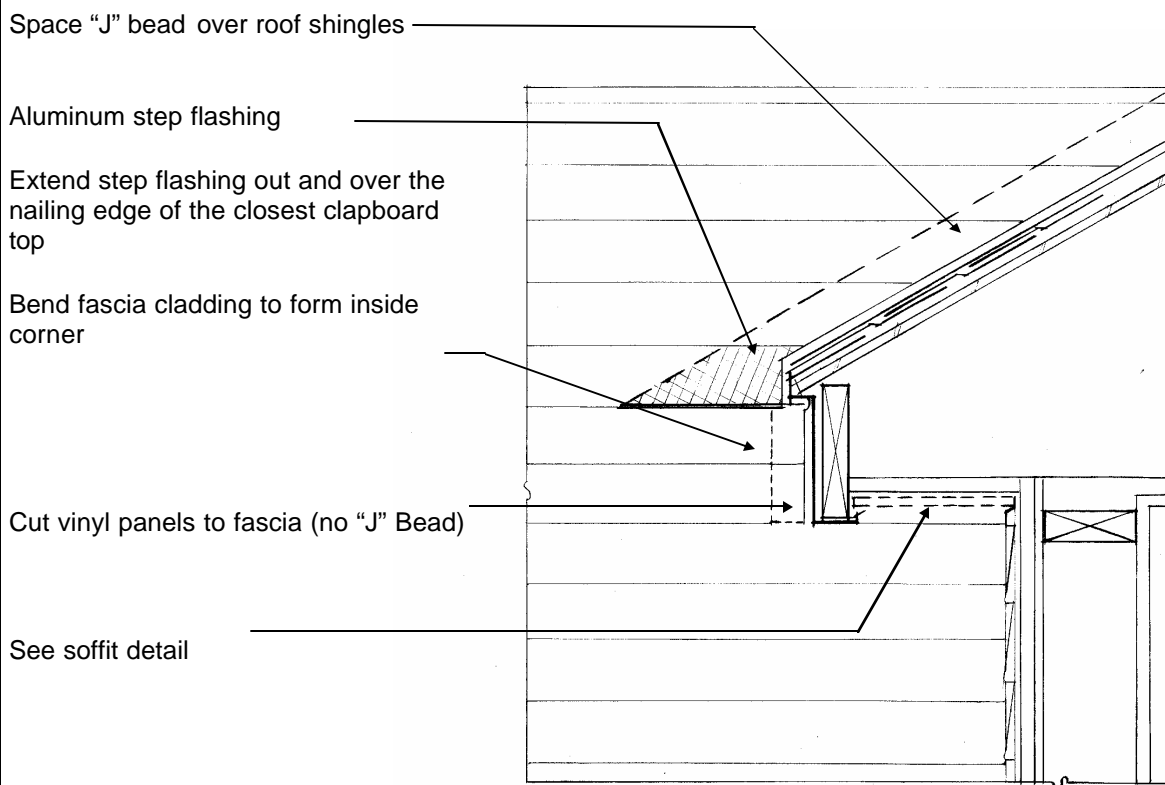 Space “J” bead over roof shingles
Aluminum step flashing
Extend step flashing out and over the
nailing edge of the closest clapboard
top
Bend fascia cladding to form inside
corner
Cut vinyl panels to fascia (no “J” Bead)
See soffit detail